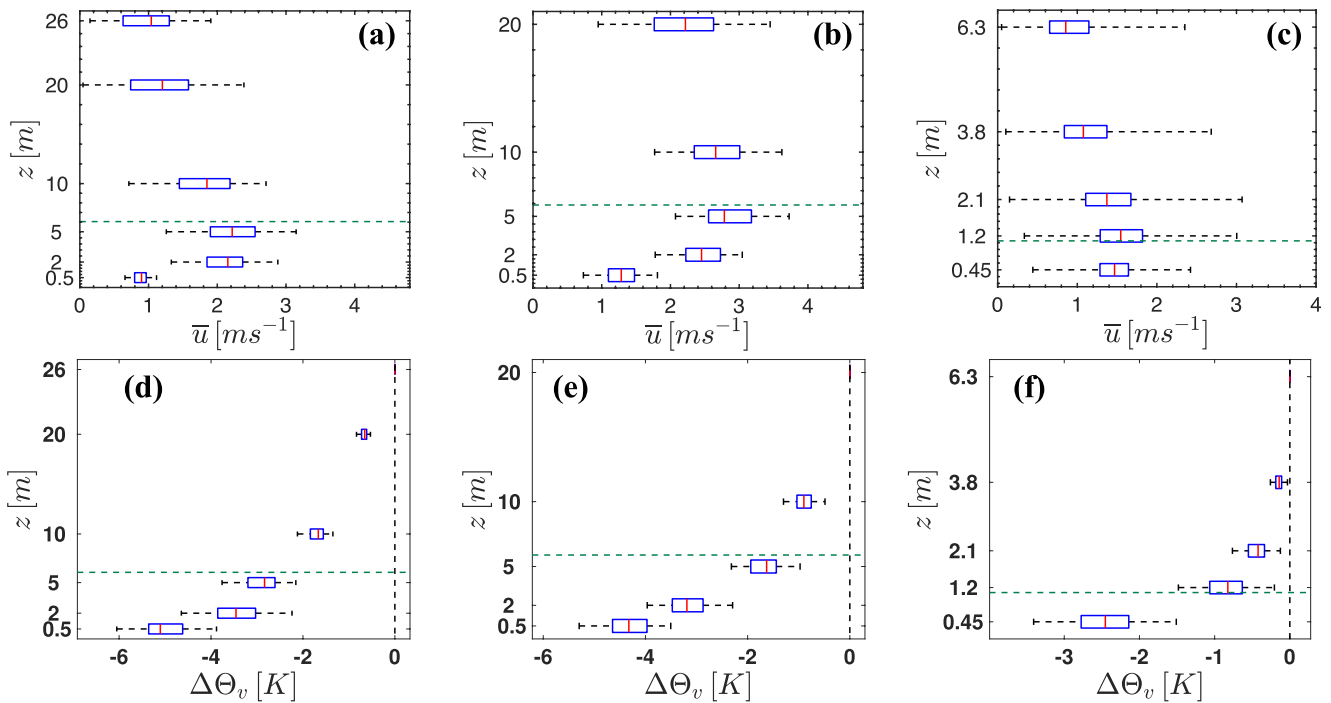 (a)
26
20
10
5
2
0.5
z [m]
0 1 2 3 4
u̅ [ms⁻¹]
(b)
20
10
5
2
0.5
z [m]
0 1 2 3 4
u̅ [ms⁻¹]
(c)
6.3
3.8
2.1
1.2
0.45
z [m]
0 1 2 3 4
u̅ [ms⁻¹]
(d)
26
20
10
5
2
0.5
z [m]
-6 -4 -2 0
ΔΘᵥ [K]
(e)
20
10
5
2
0.5
z [m]
-6 -4 -2 0
ΔΘᵥ [K]
(f)
6.3
3.8
2.1
1.2
0.45
z [m]
-3 -2 -1 0
ΔΘᵥ [K]